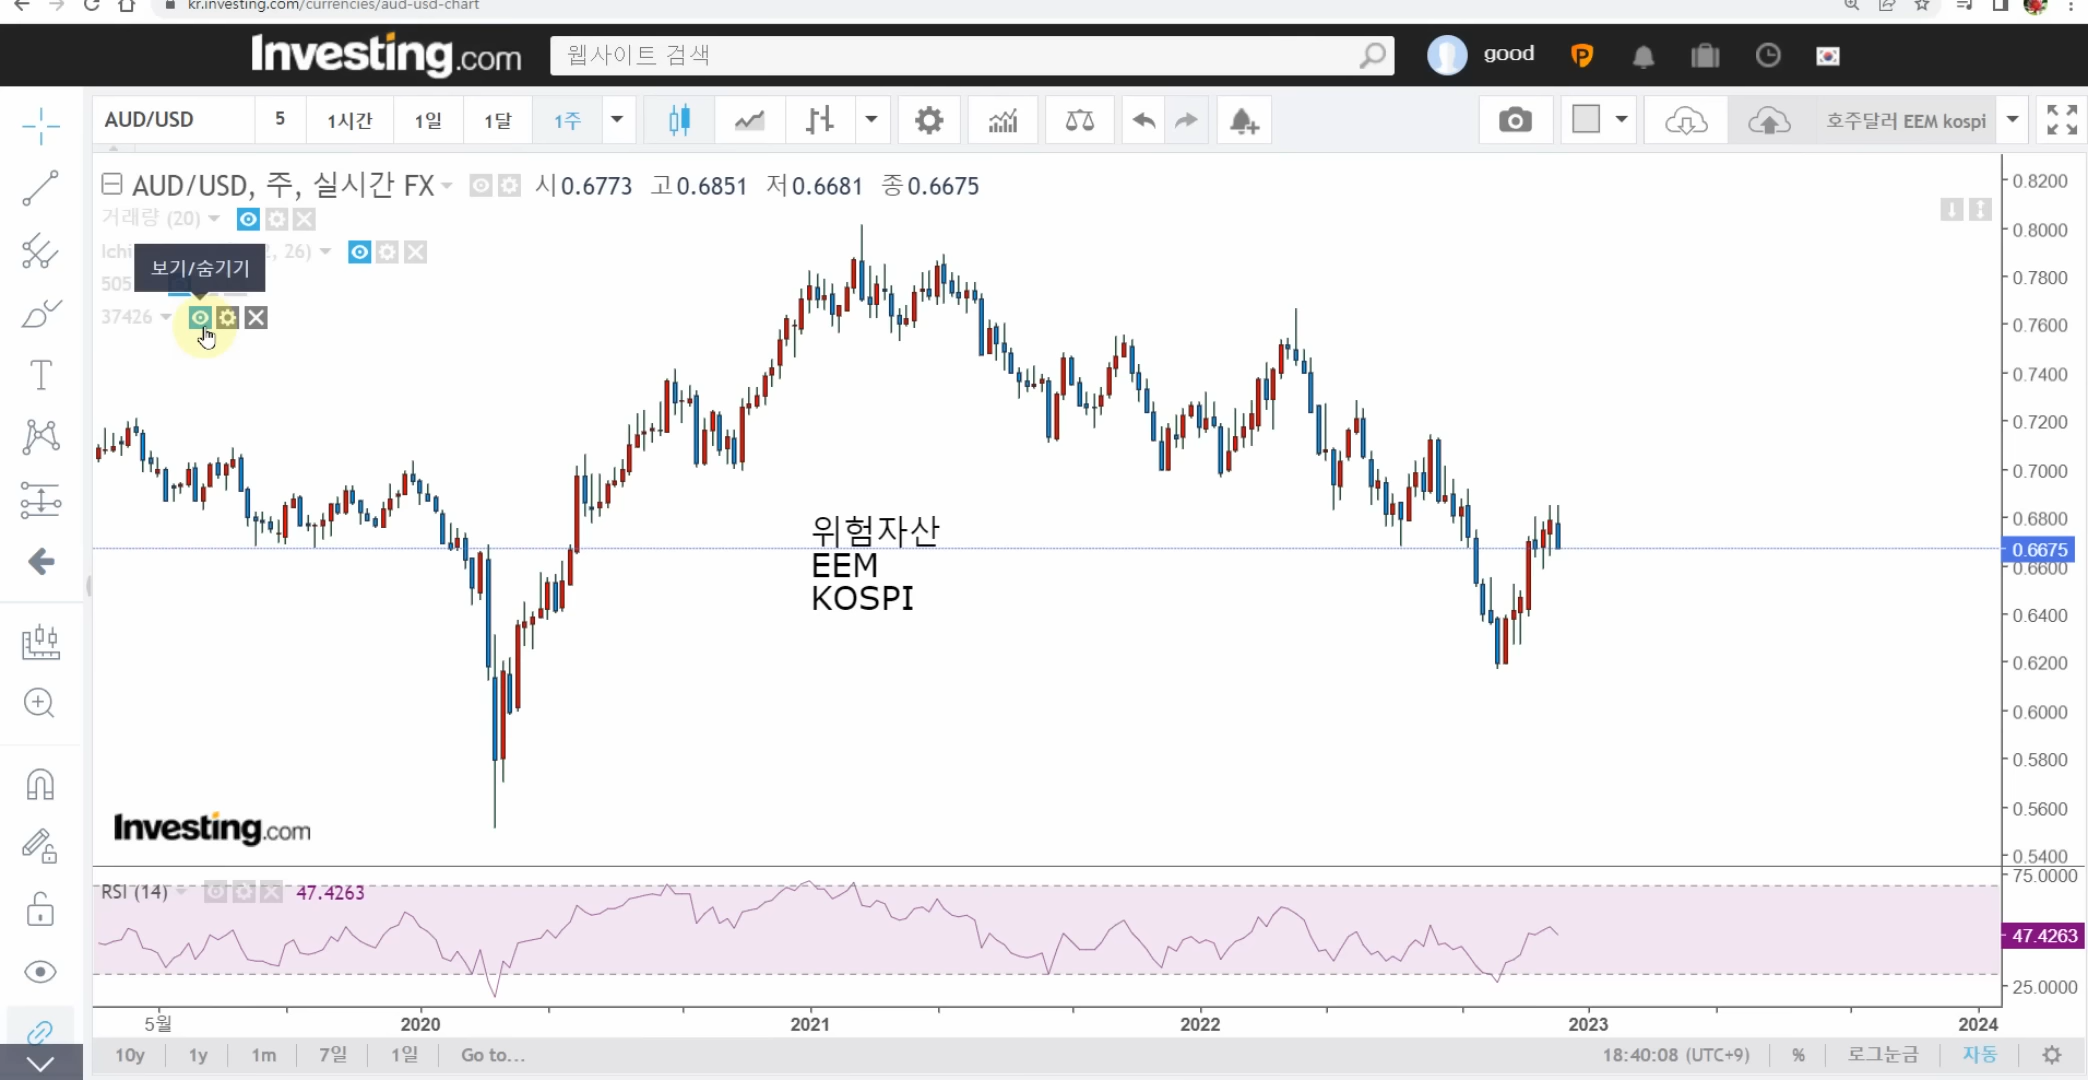 kr.investing.com/currencies/aud-usd-chart
Investing.com
웹사이트 검색
good
AUD/USD
5
1시간
1일
1달
1주
호주달러 EEM kospi
AUD/USD, 주, 실시간 FX
시0.6773 고0.6851 저0.6681 종0.6675
거래량 (20)
26)
보기/숨기기
505
37426
위험자산
EEM
KOSPI
0.8200
0.8000
0.7800
0.7600
0.7400
0.7200
0.7000
0.6800
0.6675
0.6600
0.6400
0.6200
0.6000
0.5800
0.5600
0.5400
Investing.com
RSI (14)
47.4263
75.0000
47.4263
25.0000
5월
2020
2021
2022
2023
2024
10y
1y
1m
7일
1일
Go to...
18:40:08 (UTC+9)
%
로그눈금
자동